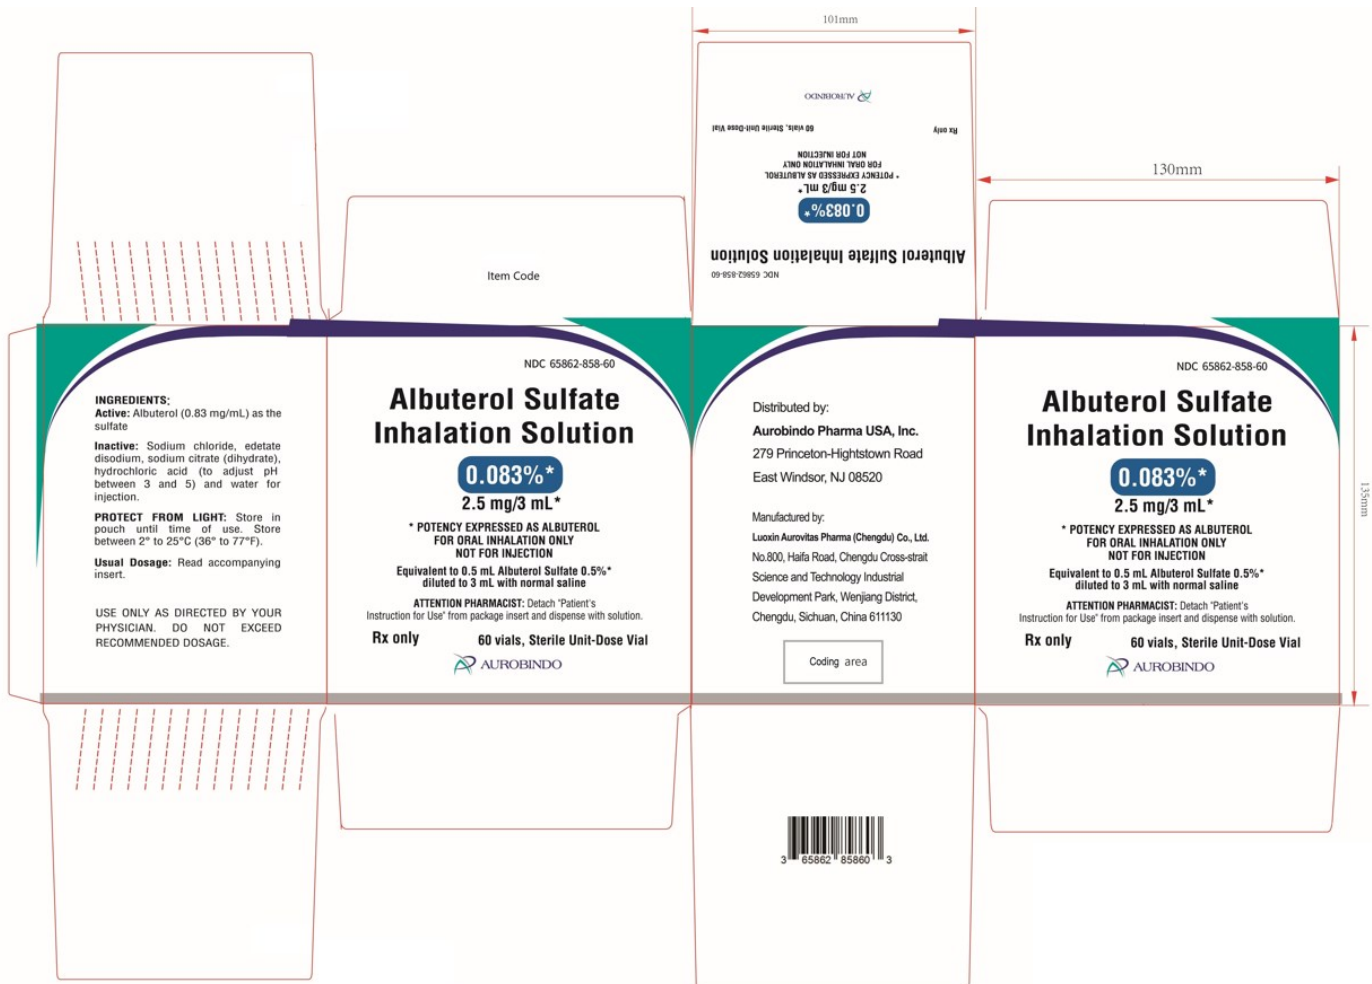 101mm
AUROBINDO
Rx only 60 vials, Sterile Unit-Dose Vial
NOT FOR INJECTION
FOR ORAL INHALATION ONLY
* POTENCY EXPRESSED AS ALBUTEROL
2.5 mg/3 mL*
0.083%*
Albuterol Sulfate Inhalation Solution
NDC 65862-858-60
130mm
Item Code
INGREDIENTS:
Active: Albuterol (0.83 mg/mL) as the
sulfate
Inactive: Sodium chloride, edetate
disodium, sodium citrate (dihydrate),
hydrochloric acid (to adjust pH
between 3 and 5) and water for
injection.
PROTECT FROM LIGHT: Store in
pouch until time of use. Store
between 2° to 25°C (36° to 77°F).
Usual Dosage: Read accompanying
insert.
USE ONLY AS DIRECTED BY YOUR
PHYSICIAN. DO NOT EXCEED
RECOMMENDED DOSAGE.
NDC 65862-858-60
Albuterol Sulfate
Inhalation Solution
0.083%*
2.5 mg/3 mL*
* POTENCY EXPRESSED AS ALBUTEROL
FOR ORAL INHALATION ONLY
NOT FOR INJECTION
Equivalent to 0.5 mL Albuterol Sulfate 0.5%*
diluted to 3 mL with normal saline
ATTENTION PHARMACIST: Detach "Patient's
Instruction for Use" from package insert and dispense with solution.
Rx only 60 vials, Sterile Unit-Dose Vial
AUROBINDO
Distributed by:
Aurobindo Pharma USA, Inc.
279 Princeton-Hightstown Road
East Windsor, NJ 08520
Manufactured by:
Luoxin Aurovitas Pharma (Chengdu) Co., Ltd.
No.800, Haifa Road, Chengdu Cross-strait
Science and Technology Industrial
Development Park, Wenjiang District,
Chengdu, Sichuan, China 611130
Coding area
NDC 65862-858-60
Albuterol Sulfate
Inhalation Solution
0.083%*
2.5 mg/3 mL*
* POTENCY EXPRESSED AS ALBUTEROL
FOR ORAL INHALATION ONLY
NOT FOR INJECTION
Equivalent to 0.5 mL Albuterol Sulfate 0.5%*
diluted to 3 mL with normal saline
ATTENTION PHARMACIST: Detach "Patient's
Instruction for Use" from package insert and dispense with solution.
Rx only 60 vials, Sterile Unit-Dose Vial
AUROBINDO
135mm
3 65862 85860 3